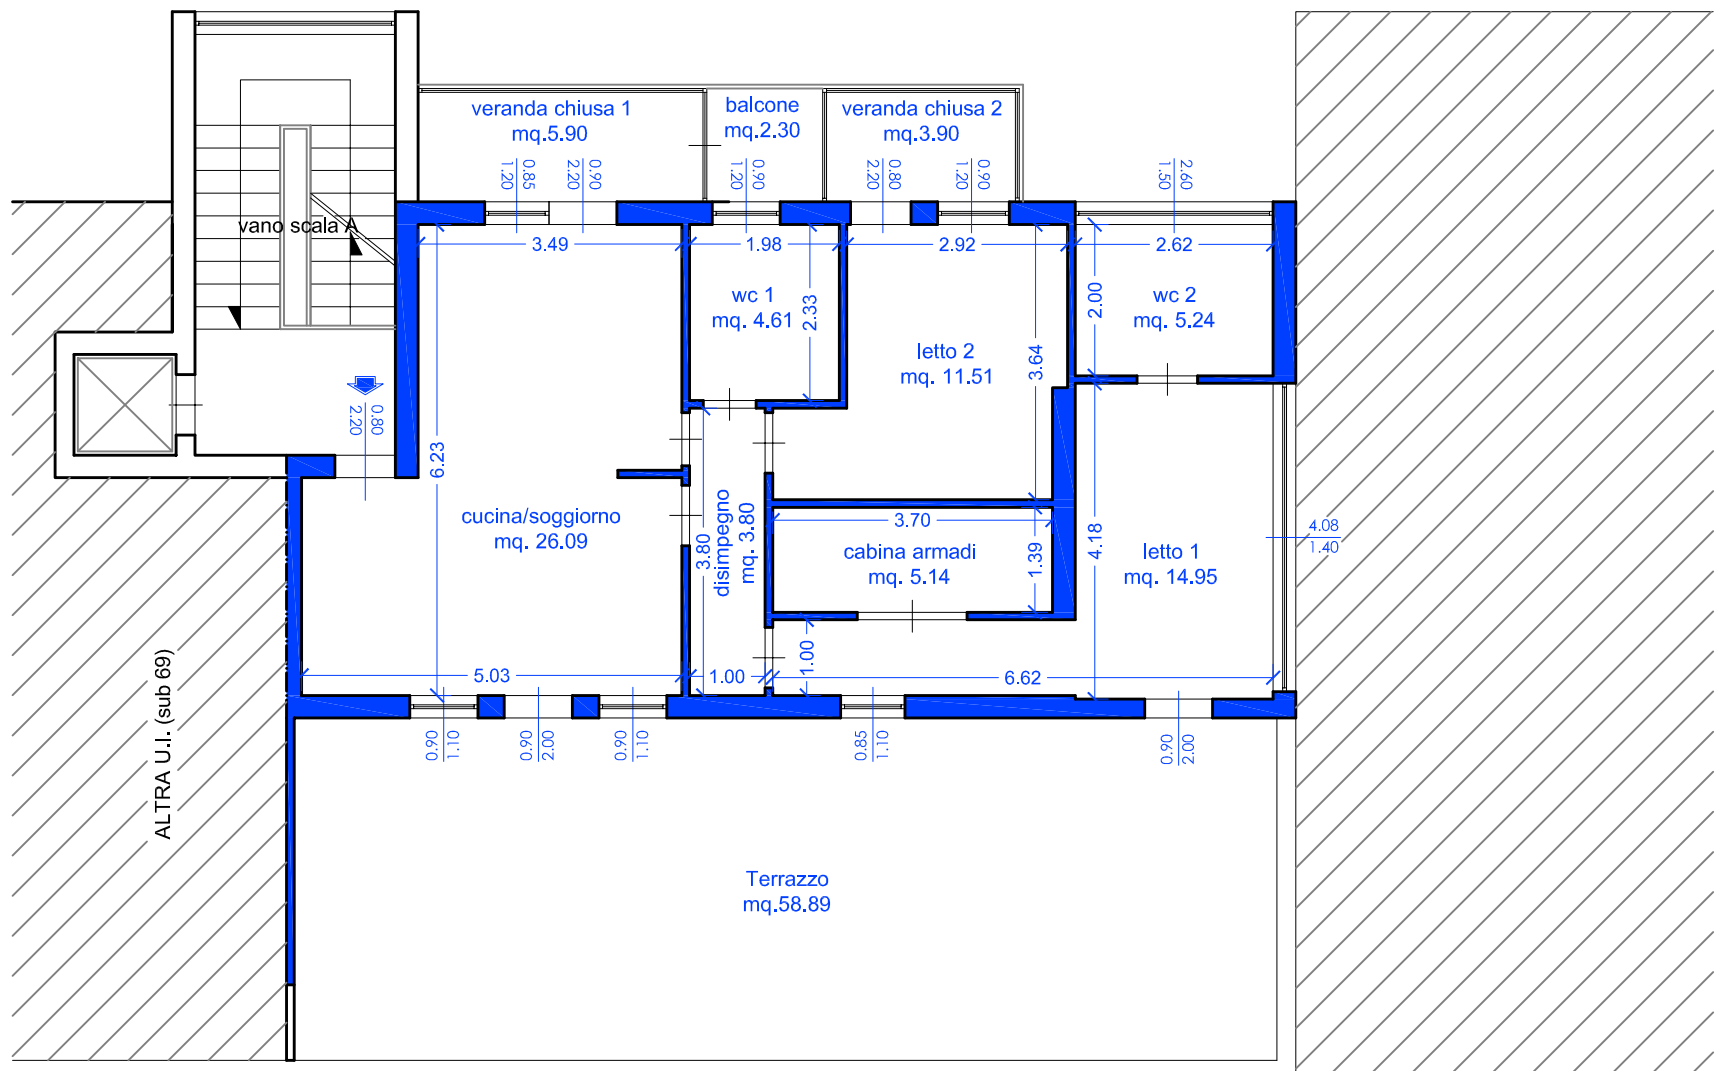 veranda chiusa 1
mq.5.90
balcone
mq.2.30
veranda chiusa 2
mq.3.90
0.85
1.20
0.90
2.20
0.90
1.20
0.80
2.20
0.90
1.20
2.60
1.50
vano scala A
3.49
1.98
2.92
2.62
wc 1
mq. 4.61
2.33
letto 2
mq. 11.51
3.64
2.00
wc 2
mq. 5.24
0.80
2.20
6.23
cucina/soggiorno
mq. 26.09
3.80
disimpegno
mq. 3.80
3.70
cabina armadi
mq. 5.14
1.39
4.18
letto 1
mq. 14.95
4.08
1.40
5.03
1.00
1.00
6.62
0.90
1.10
0.90
2.00
0.90
1.10
0.85
1.10
0.90
2.00
ALTRA U.I. (sub 69)
Terrazzo
mq.58.89